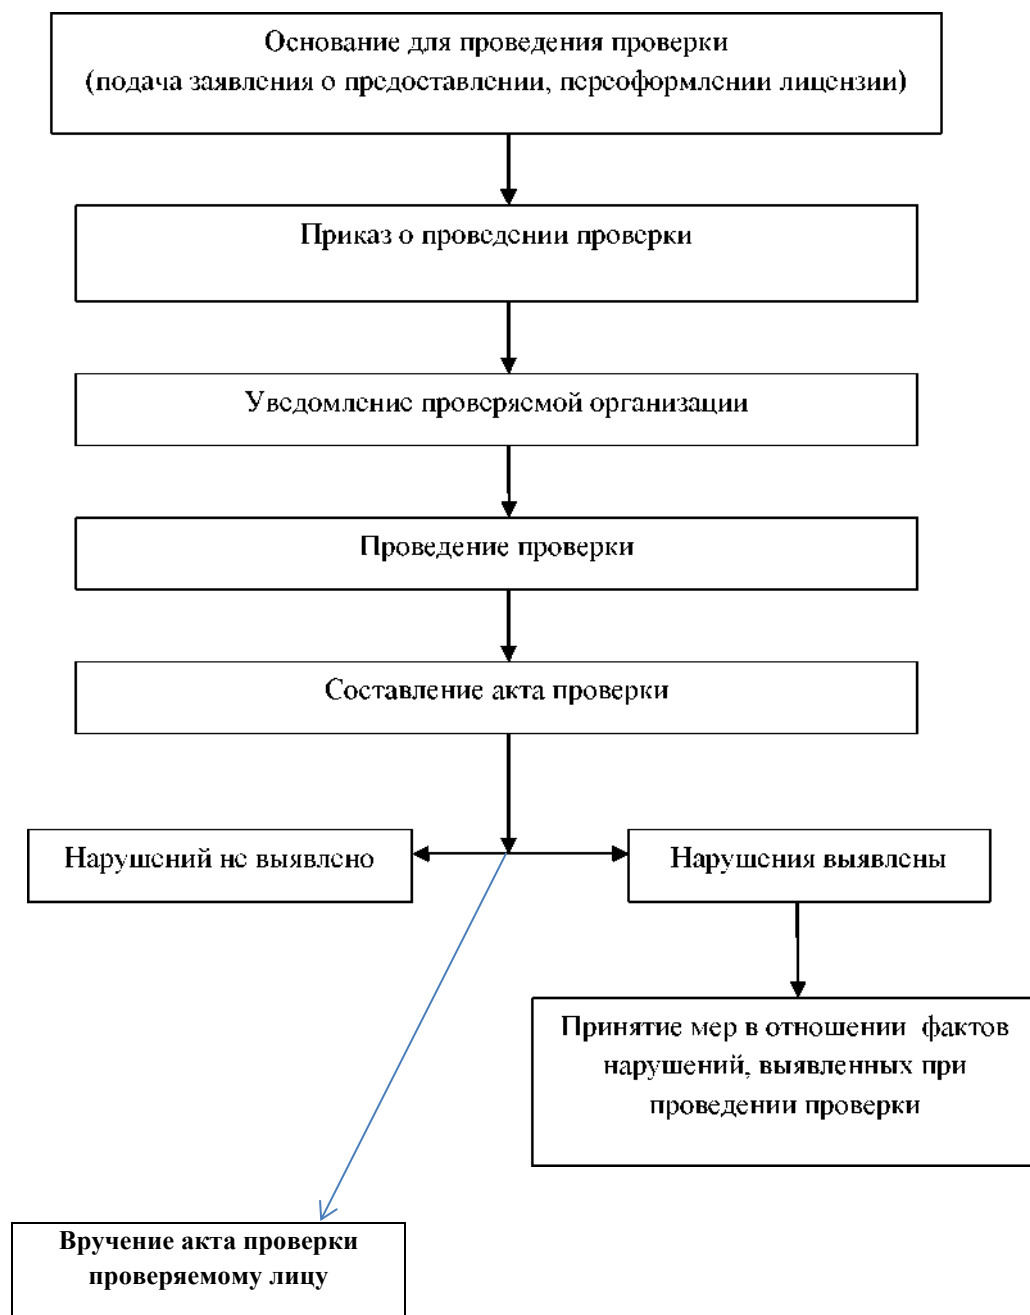 Основание для проведения проверки
(подача заявления о предоставлении, переоформлении лицензии)
Приказ о проведении проверки
Уведомление проверяемой организации
Проведение проверки
Составление акта проверки
Нарушений не выявлено
Нарушения выявлены
Принятие мер в отношении фактов
нарушений, выявленных при
проведении проверки
Вручение акта проверки
проверяемому лицу